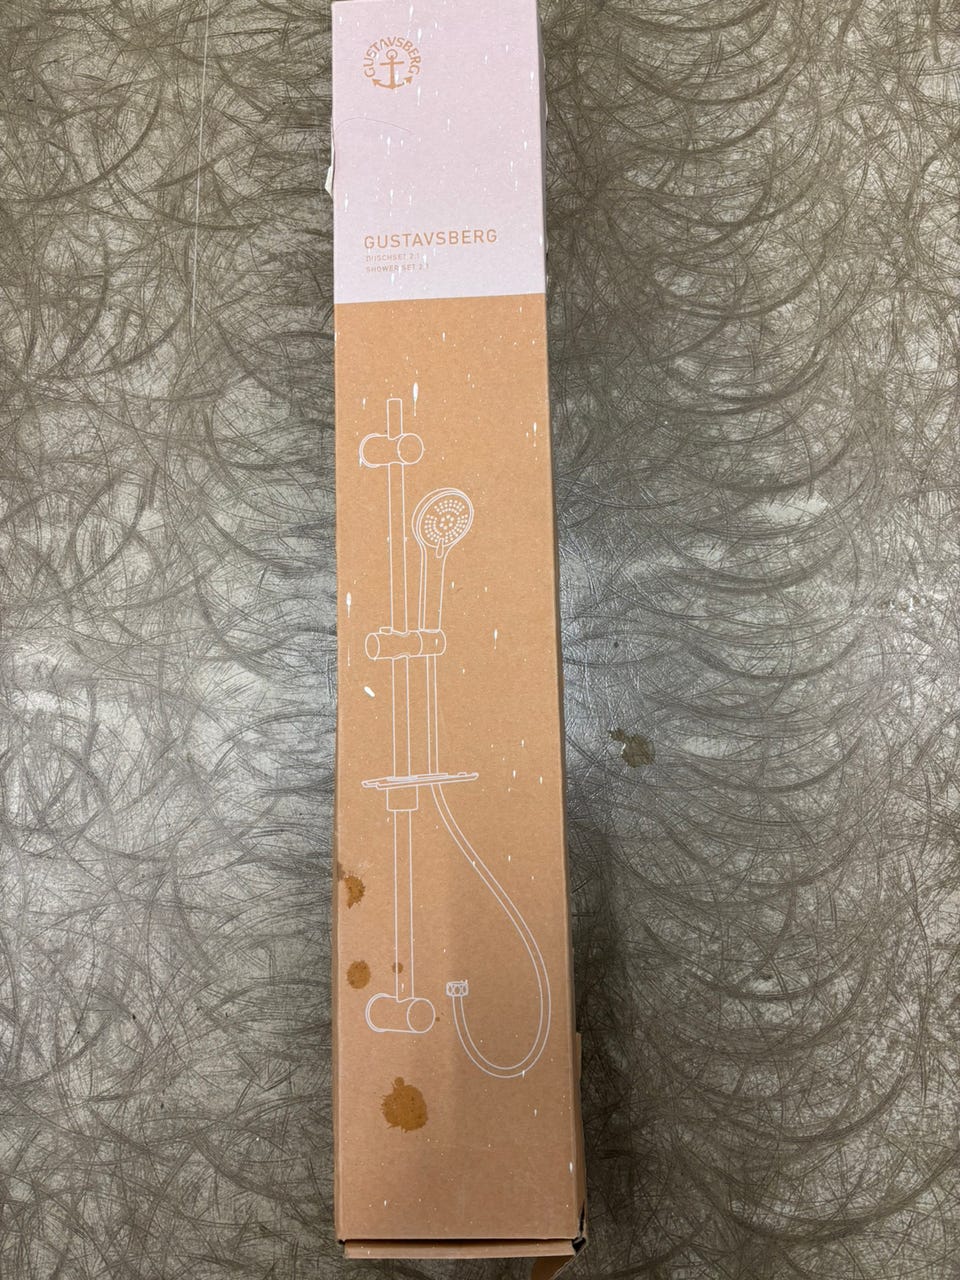 GUSTAVSBERG
GUSTAVSBERG
DUSCHSET 2.1
SHOWER SET 2.1